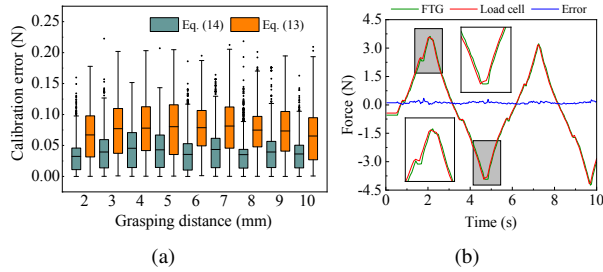 Eq. (14) Eq. (13)
Calibration error (N)
0.25
0.20
0.15
0.10
0.05
0.00
2 3 4 5 6 7 8 9 10
Grasping distance (mm)
(a)
FTG Load cell Error
Force (N)
4.5
3.0
1.5
0.0
-1.5
-3.0
-4.5
0 2 4 6 8 10
Time (s)
(b)